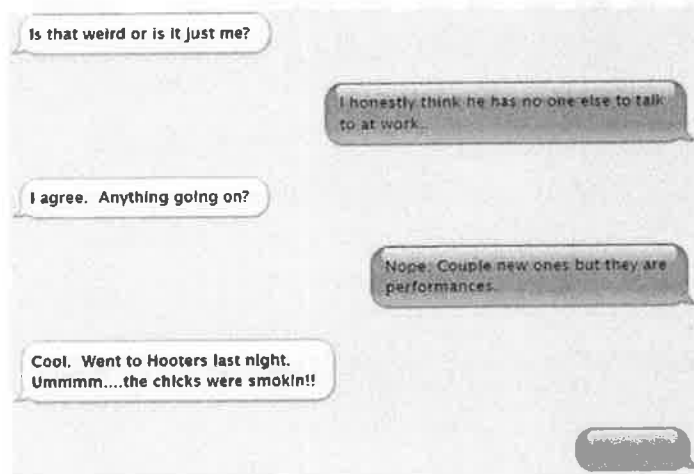 Is that weird or is it just me?
I honestly think he has no one else to talk
to at work..
I agree.  Anything going on?
Nope. Couple new ones but they are
performances.
Cool.  Went to Hooters last night.
Ummmm....the chicks were smokin!!